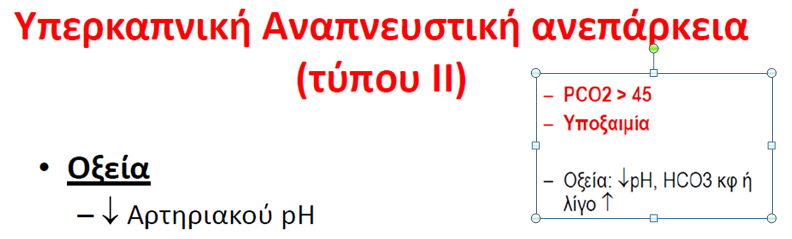 Υπερκαπνική Αναπνευστική ανεπάρκεια
(τύπου ΙΙ)
– PCO2 > 45
– Υποξαιμία
– Οξεία: ↓pH, HCO3 κφ ή
λίγο ↑
• Οξεία
– ↓ Αρτηριακού pH